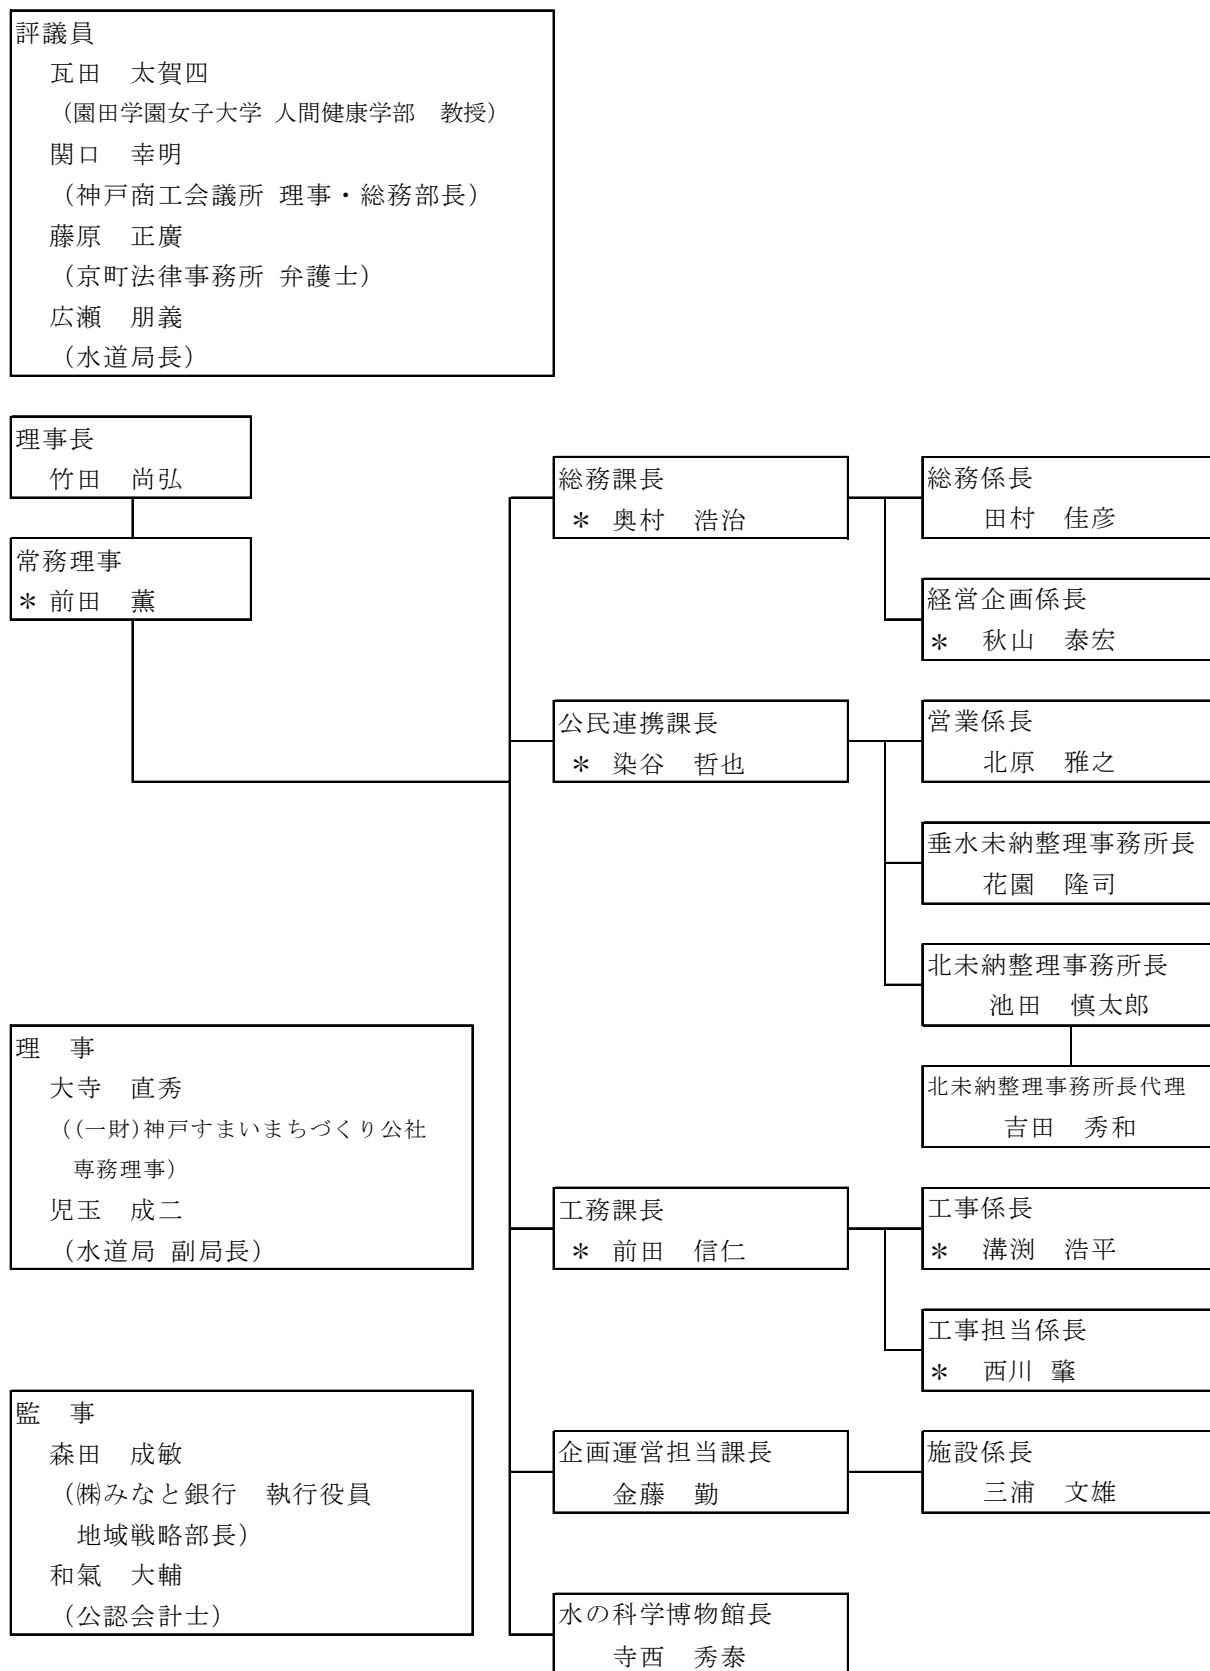 評議員
瓦田　太賀四
（園田学園女子大学 人間健康学部　教授）
関口　幸明
（神戸商工会議所 理事・総務部長）
藤原　正廣
（京町法律事務所 弁護士）
広瀬　朋義
（水道局長）
理事長
竹田　尚弘
常務理事
＊ 前田　薫
総務課長
＊ 奥村　浩治
総務係長
田村　佳彦
経営企画係長
＊　秋山　泰宏
公民連携課長
＊ 染谷　哲也
営業係長
北原　雅之
垂水未納整理事務所長
花園　隆司
北未納整理事務所長
池田　慎太郎
北未納整理事務所長代理
吉田　秀和
理　事
大寺　直秀
（(一財)神戸すまいまちづくり公社
専務理事）
児玉　成二
（水道局 副局長）
工務課長
＊ 前田　信仁
工事係長
＊　溝渕　浩平
工事担当係長
＊　西川　肇
監　事
森田　成敏
（㈱みなと銀行　執行役員
地域戦略部長）
和氣　大輔
（公認会計士）
企画運営担当課長
金藤　勤
施設係長
三浦　文雄
水の科学博物館長
寺西　秀泰